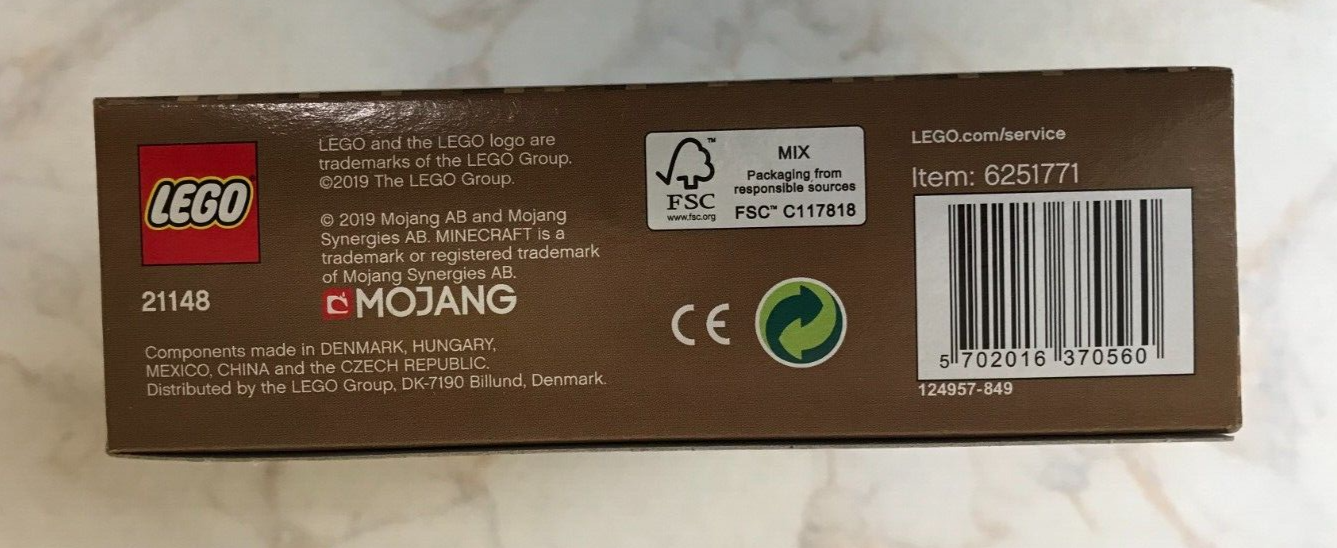 LEGO
21148
LEGO and the LEGO logo are
trademarks of the LEGO Group.
©2019 The LEGO Group.
© 2019 Mojang AB and Mojang
Synergies AB. MINECRAFT is a
trademark or registered trademark
of Mojang Synergies AB.
MOJANG
Components made in DENMARK, HUNGARY,
MEXICO, CHINA and the CZECH REPUBLIC.
Distributed by the LEGO Group, DK-7190 Billund, Denmark.
FSC
www.fsc.org
MIX
Packaging from
responsible sources
FSC™ C117818
CE
LEGO.com/service
Item: 6251771
5 702016 370560
124957-849